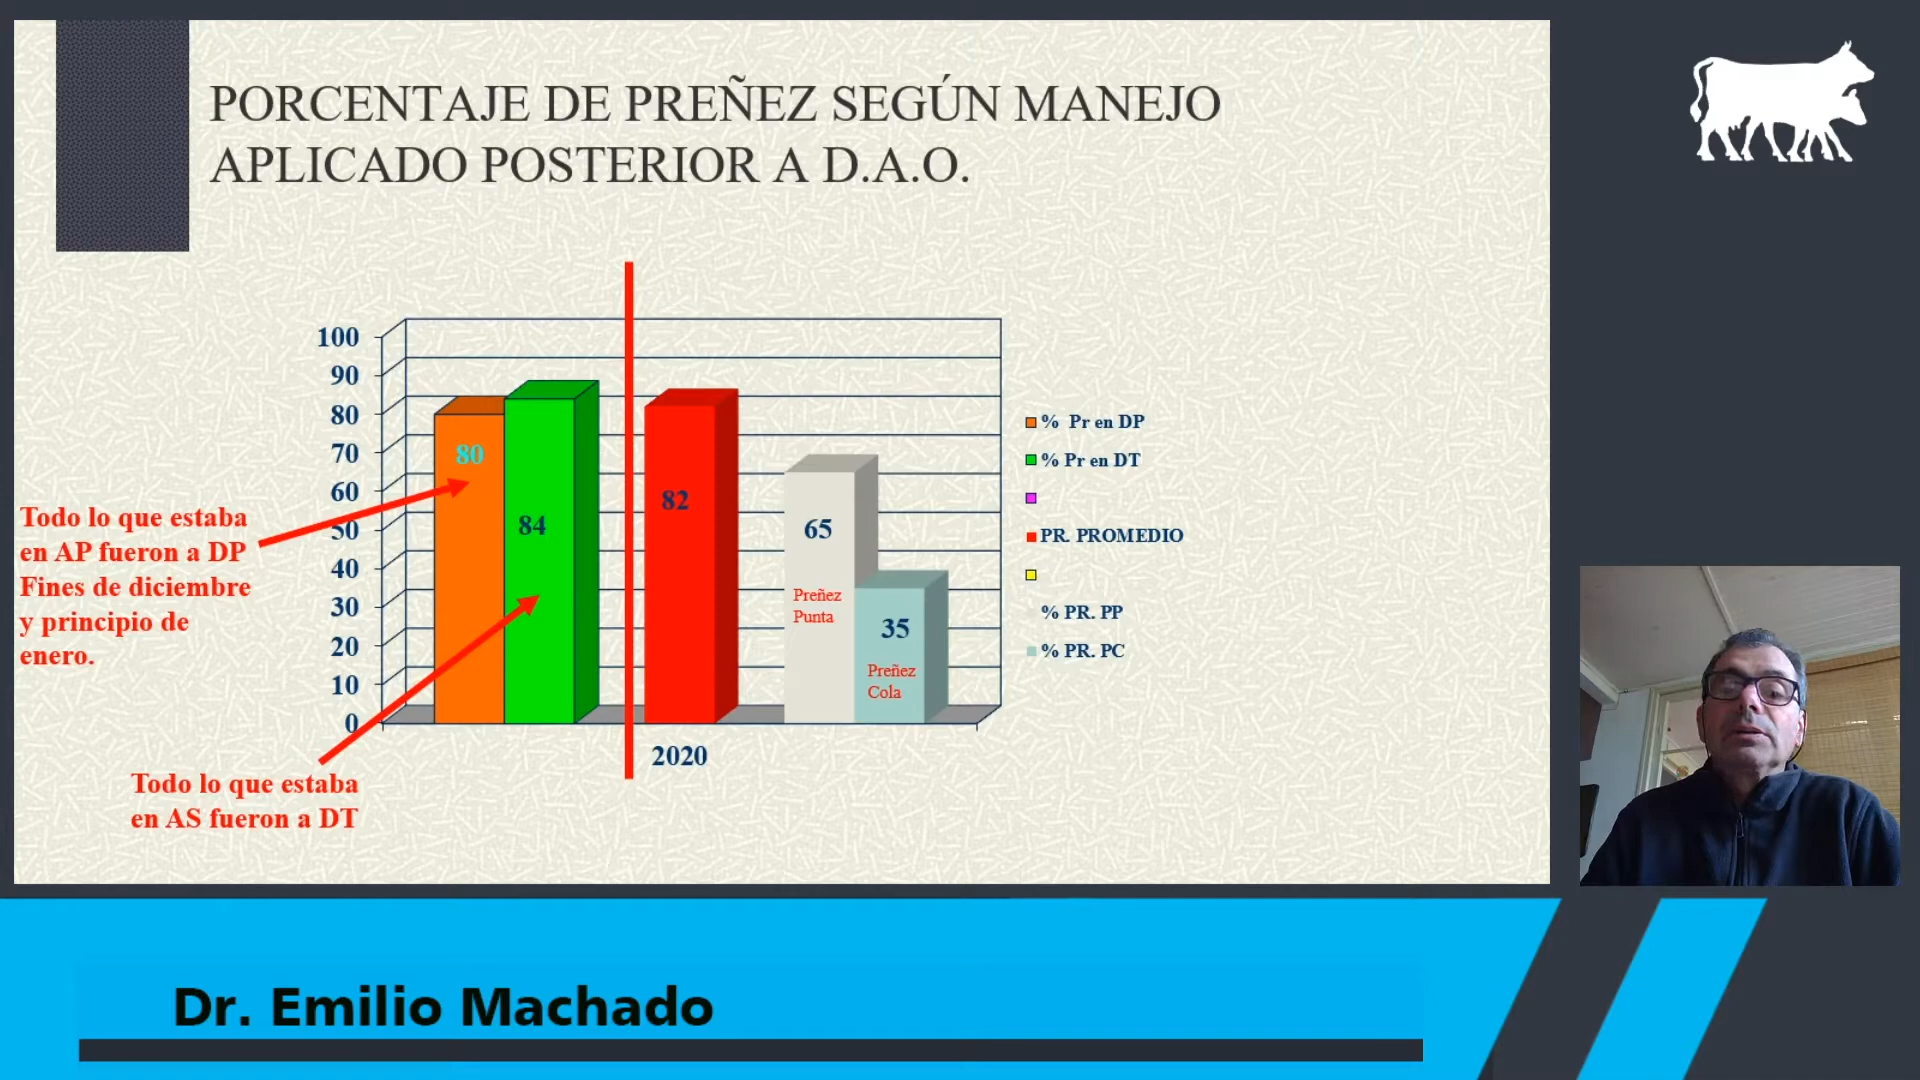 PORCENTAJE DE PREÑEZ SEGÚN MANEJO
APLICADO POSTERIOR A D.A.O.
100
90
80
70
60
50
40
30
20
10
0
80
84
82
65
Preñez
Punta
35
Preñez
Cola
2020
% Pr en DP
% Pr en DT
PR. PROMEDIO
% PR. PP
% PR. PC
Todo lo que estaba
en AP fueron a DP
Fines de diciembre
y principio de
enero.
Todo lo que estaba
en AS fueron a DT
Dr. Emilio Machado